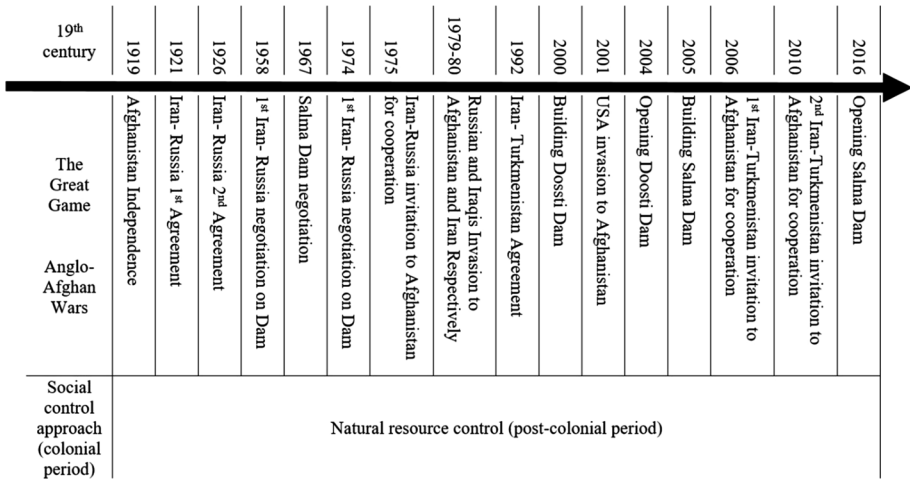 19th
century
1919
1921
1926
1958
1967
1974
1975
1979-80
1992
2000
2001
2004
2005
2006
2010
2016
The
Great
Game
Anglo-
Afghan
Wars
Afghanistan Independence
Iran- Russia 1st Agreement
Iran- Russia 2nd Agreement
1st Iran- Russia negotiation on Dam
Salma Dam negotiation
1st Iran- Russia negotiation on Dam
Iran-Russia invitation to Afghanistan
for cooperation
Russian and Iraqis Invasion to
Afghanistan and Iran Respectively
Iran- Turkmenistan Agreement
Building Dossti Dam
USA invasion to Afghanistan
Opening Doosti Dam
Building Salma Dam
1st Iran-Turkmenistan invitation to
Afghanistan for cooperation
2nd Iran-Turkmenistan invitation to
Afghanistan for cooperation
Opening Salma Dam
Social
control
approach
(colonial
period)
Natural resource control (post-colonial period)